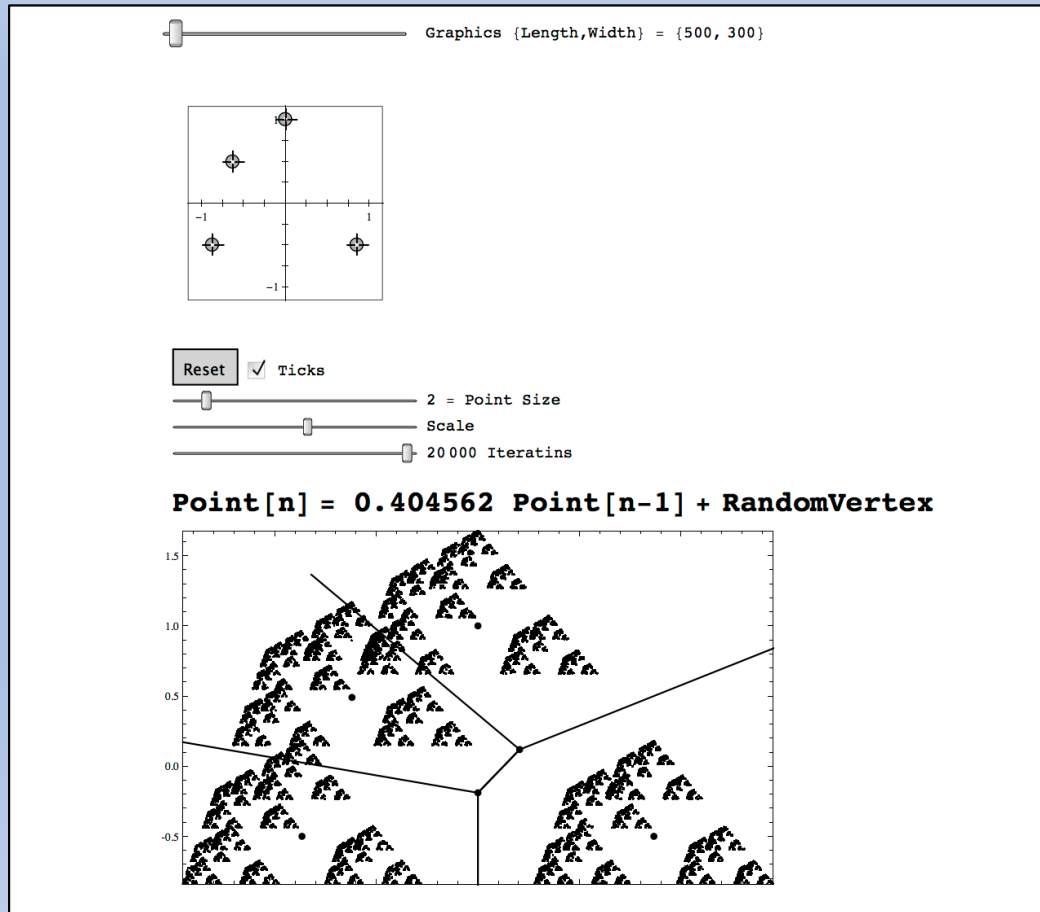 Graphics {Length,Width} = {500, 300}
1
-1 1
-1
Reset Ticks
2 = Point Size
Scale
20000 Iteratins
Point[n] = 0.404562 Point[n-1] + RandomVertex
1.5
1.0
0.5
0.0
-0.5